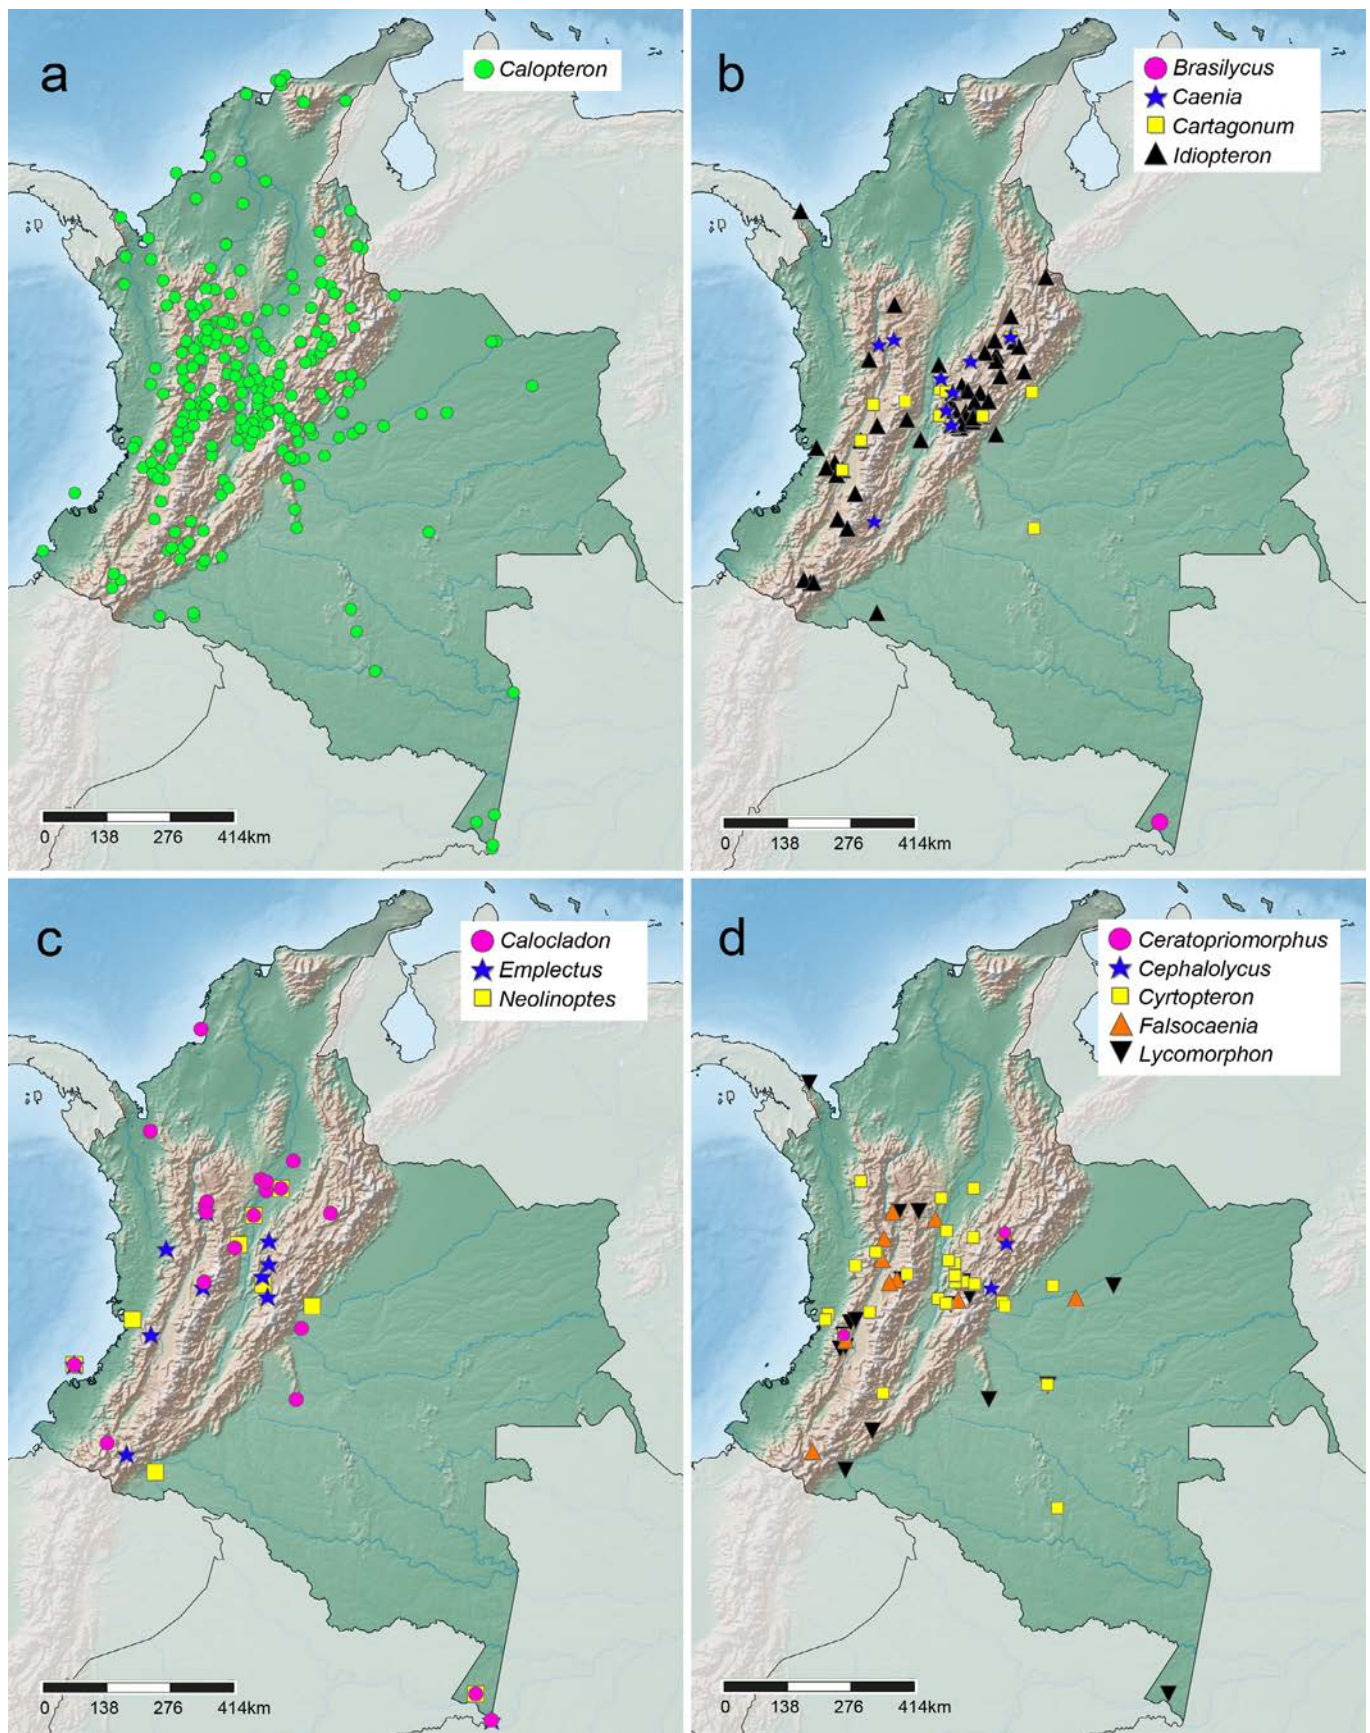 a
Calopteron
0 138 276 414km
b
Brasilycus
Caenia
Cartagonum
Idiopteron
0 138 276 414km
c
Calocladon
Emplectus
Neolinoptes
0 138 276 414km
d
Ceratopriomorphus
Cephalolycus
Cyrtopteron
Falsocaenia
Lycomorphon
0 138 276 414km